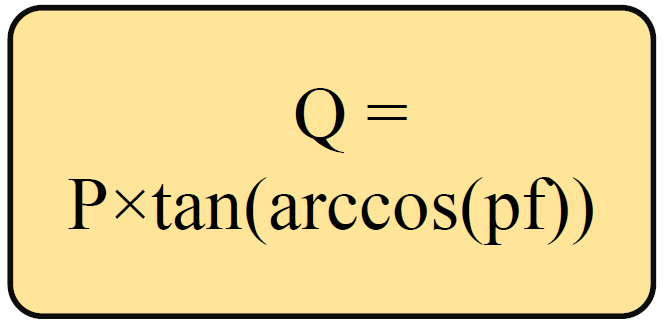 Q =
P×tan(arccos(pf))